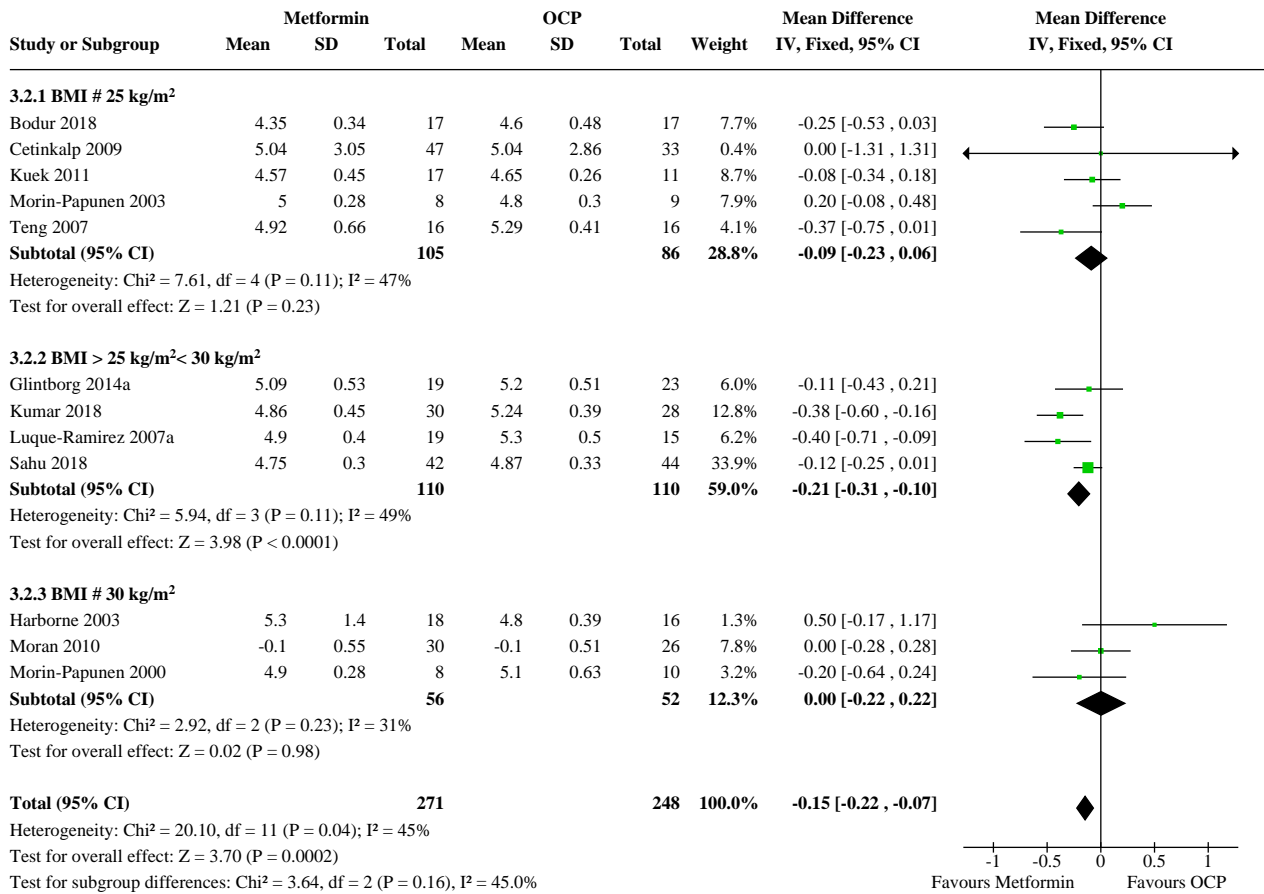 Metformin OCP Mean Difference Mean Difference
Study or Subgroup Mean SD Total Mean SD Total Weight IV, Fixed, 95% CI IV, Fixed, 95% CI
3.2.1 BMI # 25 kg/m²
Bodur 2018 4.35 0.34 17 4.6 0.48 17 7.7% -0.25 [-0.53 , 0.03]
Cetinkalp 2009 5.04 3.05 47 5.04 2.86 33 0.4% 0.00 [-1.31 , 1.31]
Kuek 2011 4.57 0.45 17 4.65 0.26 11 8.7% -0.08 [-0.34 , 0.18]
Morin-Papunen 2003 5 0.28 8 4.8 0.3 9 7.9% 0.20 [-0.08 , 0.48]
Teng 2007 4.92 0.66 16 5.29 0.41 16 4.1% -0.37 [-0.75 , 0.01]
Subtotal (95% CI) 105 86 28.8% -0.09 [-0.23 , 0.06]
Heterogeneity: Chi² = 7.61, df = 4 (P = 0.11); I² = 47%
Test for overall effect: Z = 1.21 (P = 0.23)
3.2.2 BMI > 25 kg/m²< 30 kg/m²
Glintborg 2014a 5.09 0.53 19 5.2 0.51 23 6.0% -0.11 [-0.43 , 0.21]
Kumar 2018 4.86 0.45 30 5.24 0.39 28 12.8% -0.38 [-0.60 , -0.16]
Luque-Ramirez 2007a 4.9 0.4 19 5.3 0.5 15 6.2% -0.40 [-0.71 , -0.09]
Sahu 2018 4.75 0.3 42 4.87 0.33 44 33.9% -0.12 [-0.25 , 0.01]
Subtotal (95% CI) 110 110 59.0% -0.21 [-0.31 , -0.10]
Heterogeneity: Chi² = 5.94, df = 3 (P = 0.11); I² = 49%
Test for overall effect: Z = 3.98 (P < 0.0001)
3.2.3 BMI # 30 kg/m²
Harborne 2003 5.3 1.4 18 4.8 0.39 16 1.3% 0.50 [-0.17 , 1.17]
Moran 2010 -0.1 0.55 30 -0.1 0.51 26 7.8% 0.00 [-0.28 , 0.28]
Morin-Papunen 2000 4.9 0.28 8 5.1 0.63 10 3.2% -0.20 [-0.64 , 0.24]
Subtotal (95% CI) 56 52 12.3% 0.00 [-0.22 , 0.22]
Heterogeneity: Chi² = 2.92, df = 2 (P = 0.23); I² = 31%
Test for overall effect: Z = 0.02 (P = 0.98)
Total (95% CI) 271 248 100.0% -0.15 [-0.22 , -0.07]
Heterogeneity: Chi² = 20.10, df = 11 (P = 0.04); I² = 45%
Test for overall effect: Z = 3.70 (P = 0.0002)
-1 -0.5 0 0.5 1
Test for subgroup differences: Chi² = 3.64, df = 2 (P = 0.16), I² = 45.0%
Favours Metformin Favours OCP